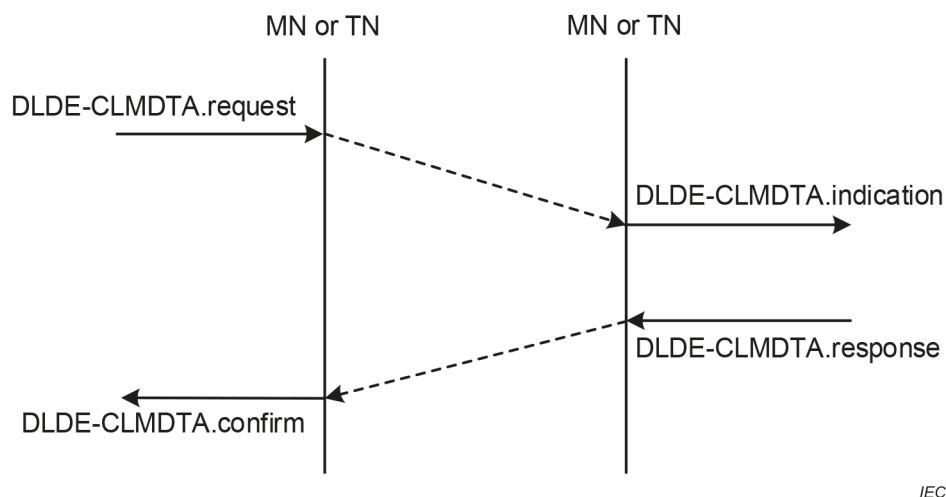 MN or TN
MN or TN
DLDE-CLMDTA.request
DLDE-CLMDTA.indication
DLDE-CLMDTA.response
DLDE-CLMDTA.confirm
IEC